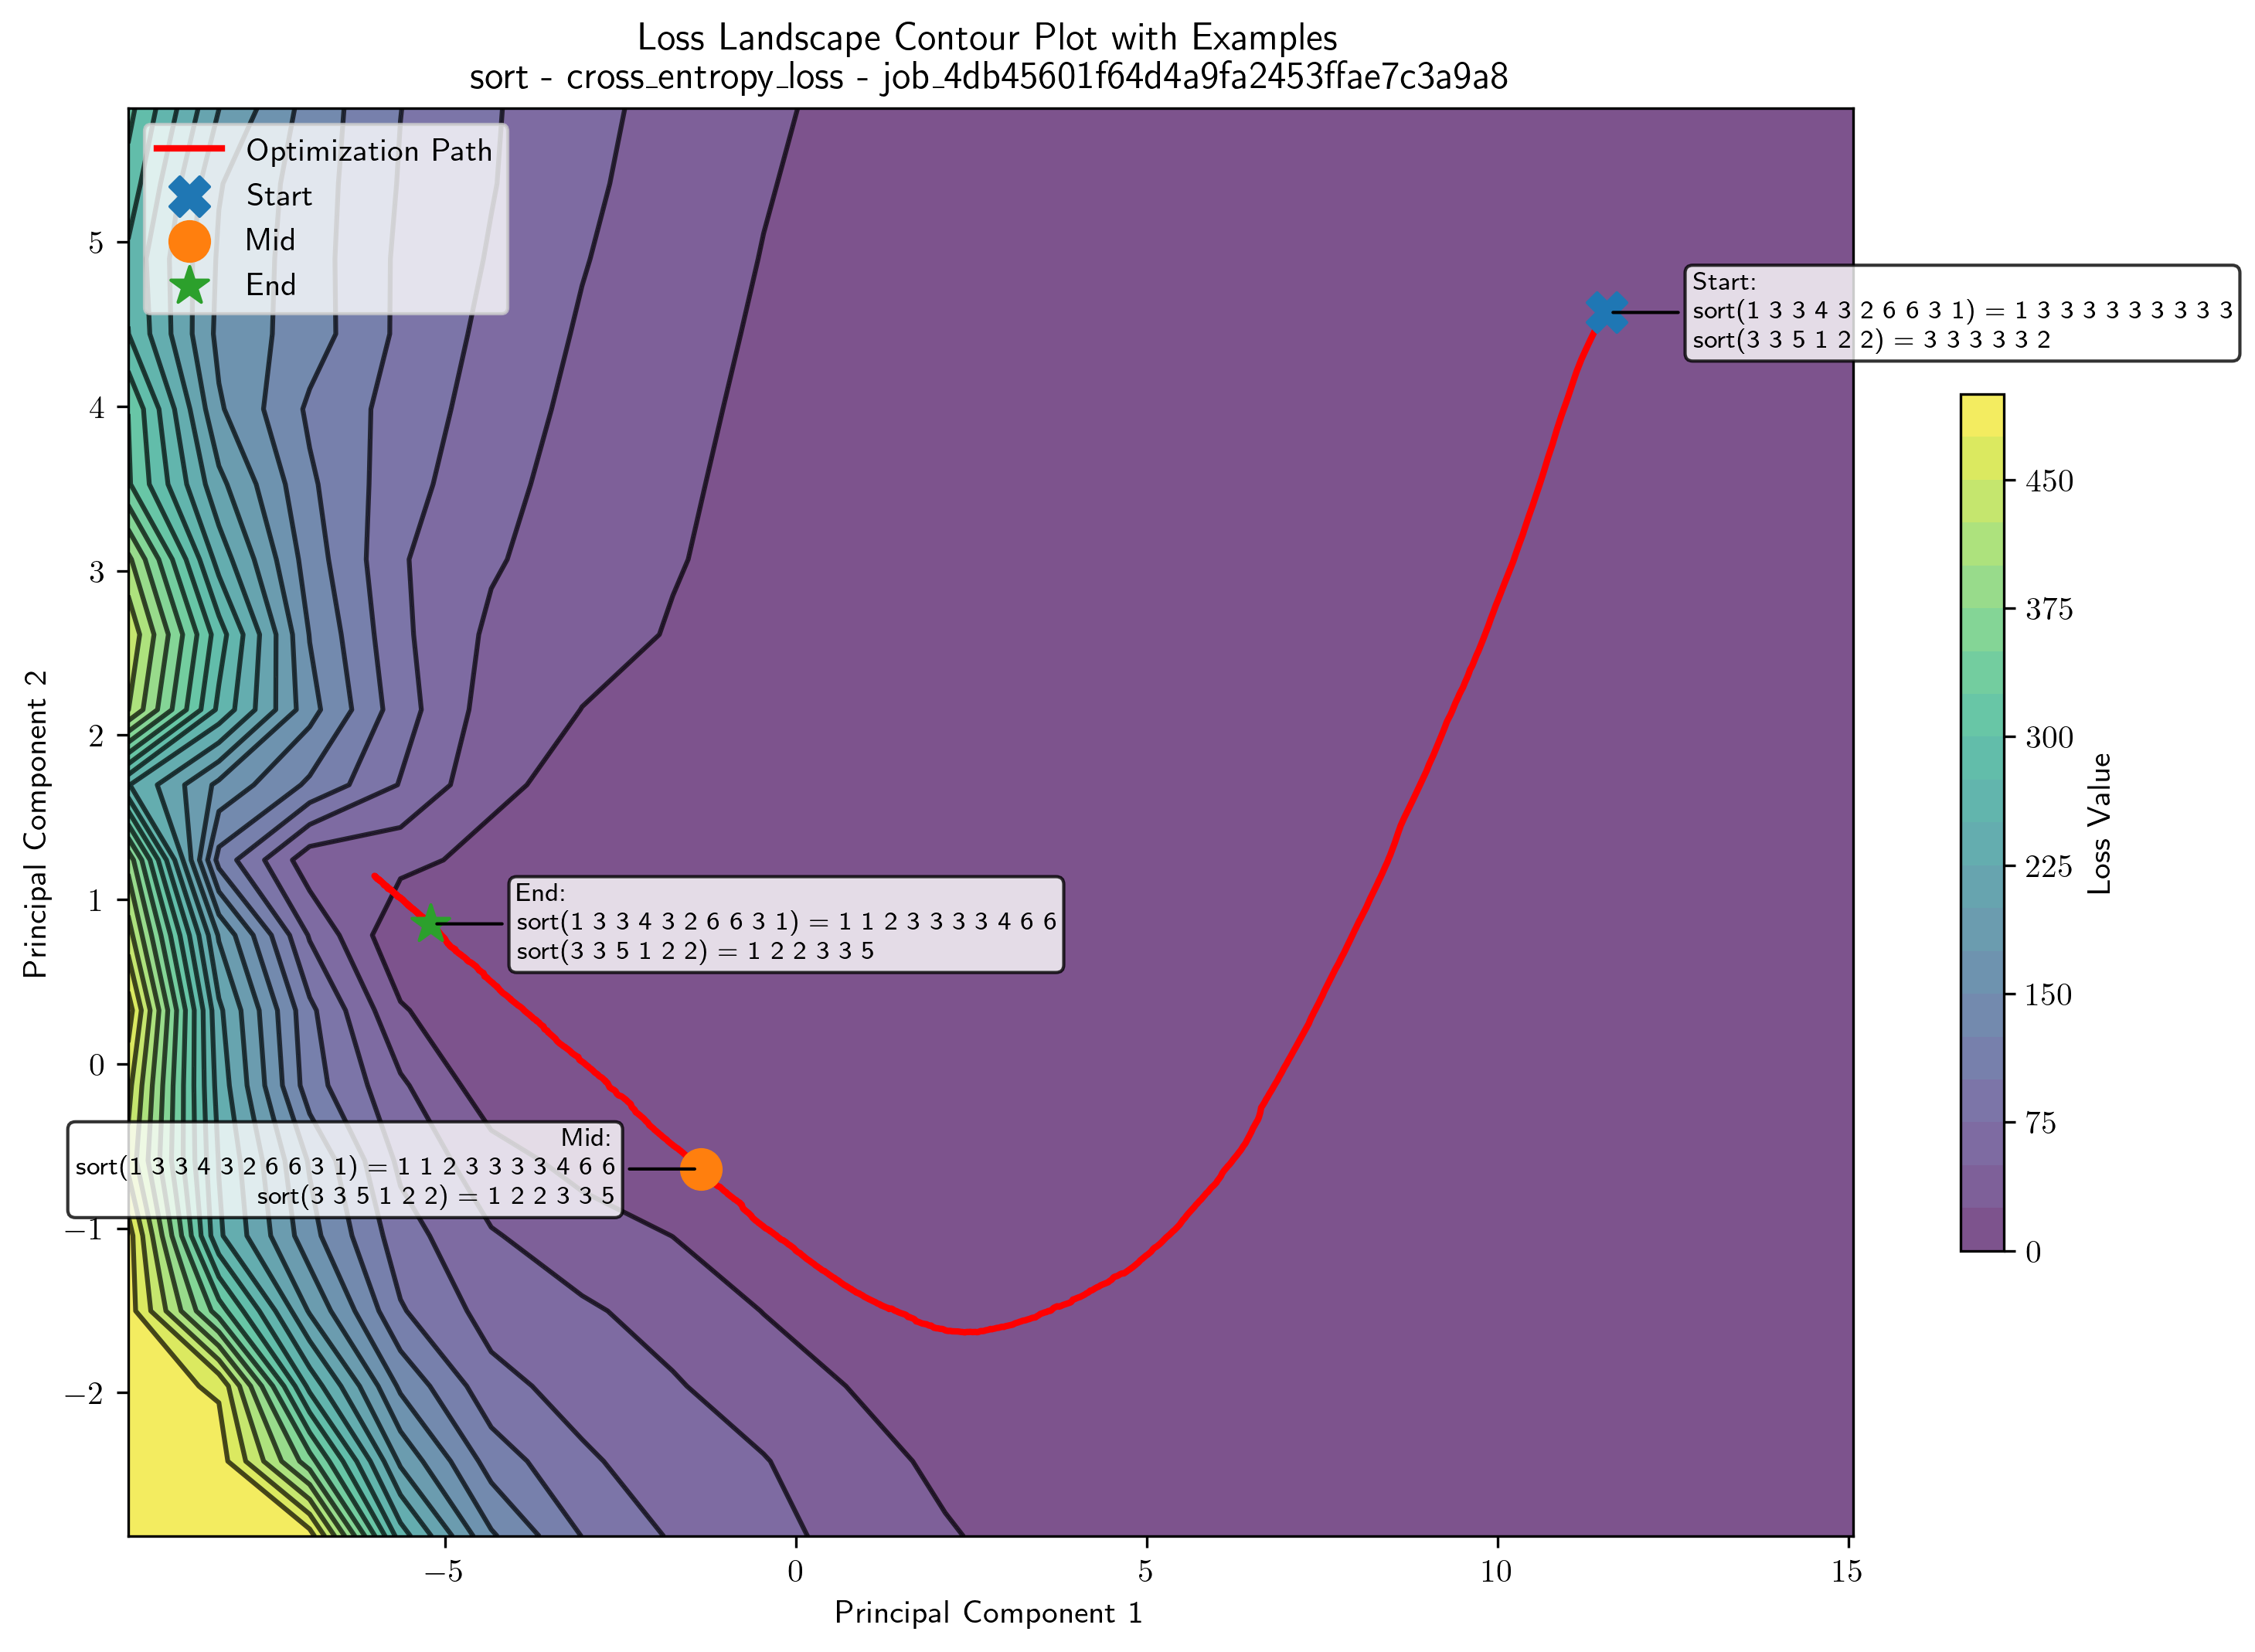 Loss Landscape Contour Plot with Examples
sort - cross_entropy_loss - job_4db45601f64d4a9fa2453ffae7c3a9a8
Optimization Path
Start
Mid
End
Start:
sort(1 3 3 4 3 2 6 6 3 1) = 1 3 3 3 3 3 3 3 3 3
sort(3 3 5 1 2 2) = 3 3 3 3 3 2
End:
sort(1 3 3 4 3 2 6 6 3 1) = 1 1 2 3 3 3 3 4 6 6
sort(3 3 5 1 2 2) = 1 2 2 3 3 5
Mid:
sort(1 3 3 4 3 2 6 6 3 1) = 1 1 2 3 3 3 3 4 6 6
sort(3 3 5 1 2 2) = 1 2 2 3 3 5
5
4
3
2
1
0
−1
−2
Principal Component 2
−5
0
5
10
15
Principal Component 1
450
375
300
225
150
75
0
Loss Value